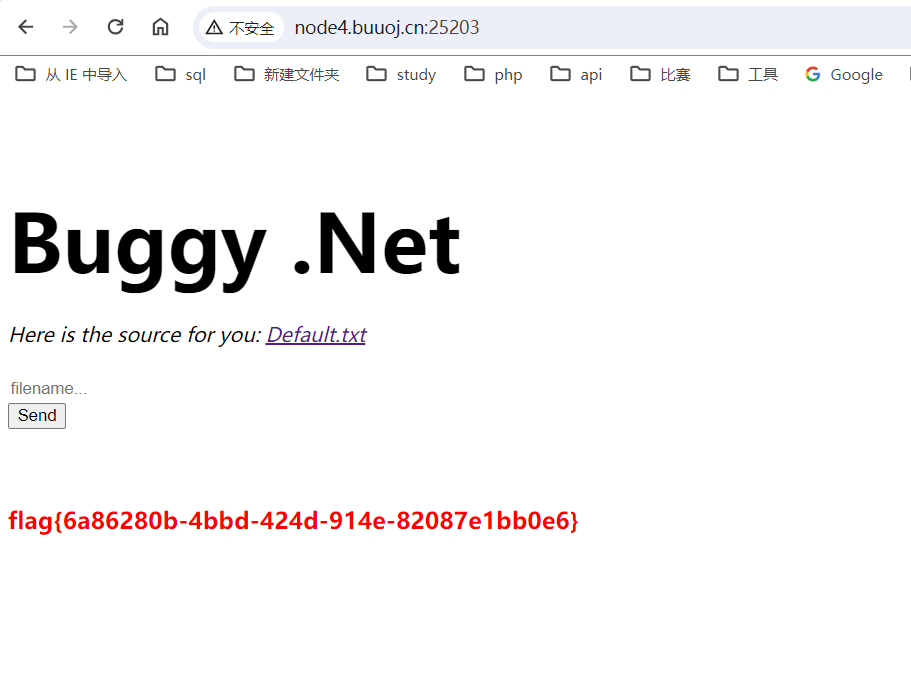 不安全 node4.buuoj.cn:25203
从 IE 中导入 sql 新建文件夹 study php api 比赛 工具 Google
Buggy .Net
Here is the source for you: Default.txt
filename...
Send
flag{6a86280b-4bbd-424d-914e-82087e1bb0e6}